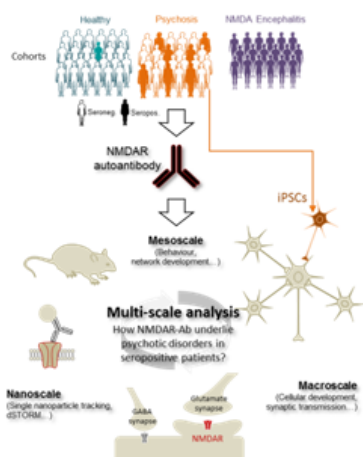 Healthy
Psychosis
NMDA Encephalitis
Cohorts
Seroneg.
Seropos.
NMDAR
autoantibody
iPSCs
Mesoscale
(Behaviour,
network development...)
Multi-scale analysis
How NMDAR-Ab underlie
psychotic disorders in
seropositive patients?
Nanoscale
(Single nanoparticle tracking,
dSTORM...)
Macroscale
(Cellular development,
synaptic transmission...)
GABA
synapse
Glutamate
synapse
NMDAR